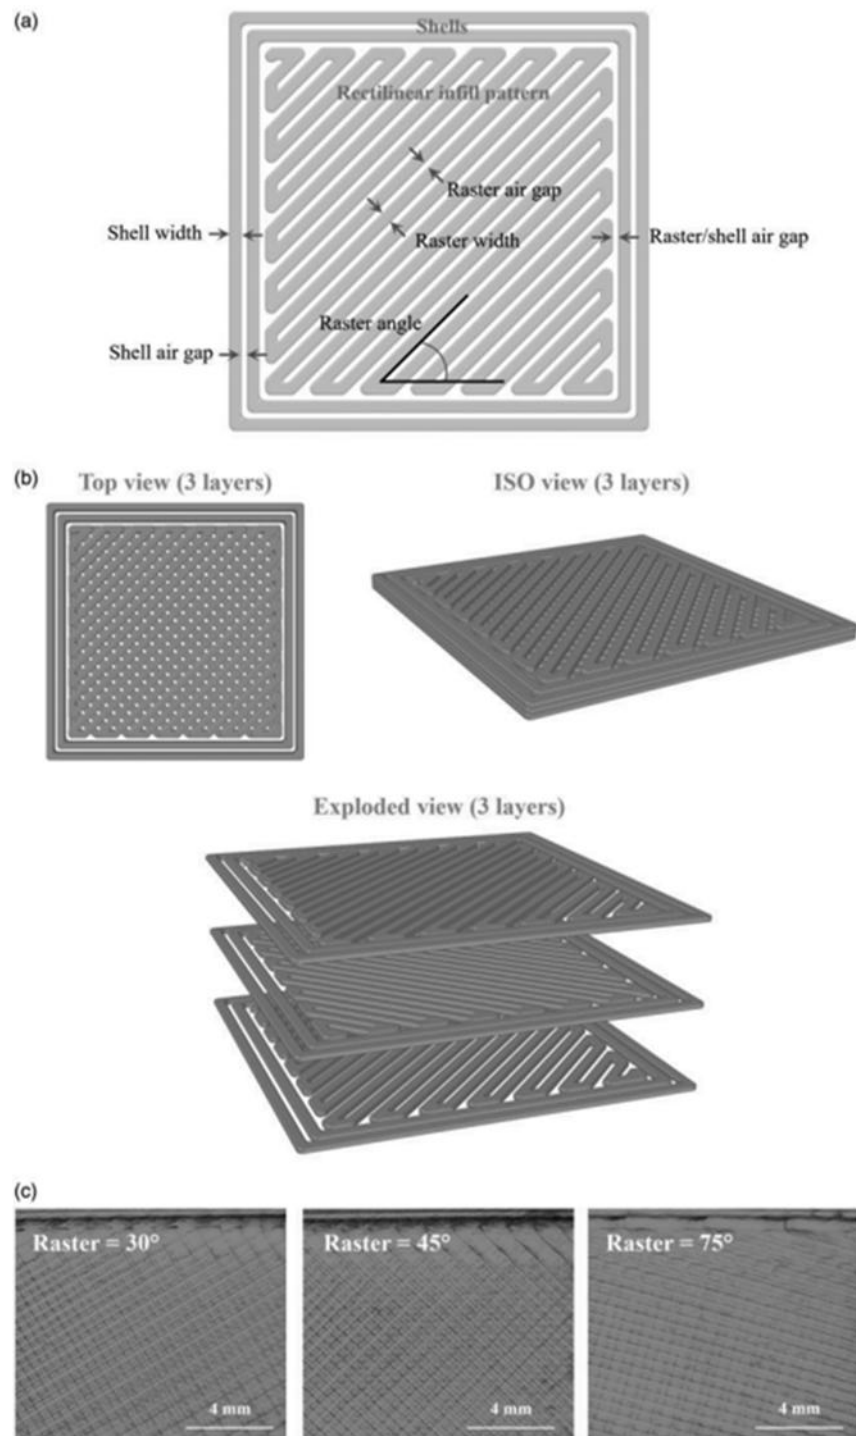 (a)
Shells
Rectilinear infill pattern
Raster air gap
Shell width
Raster width
Raster/shell air gap
Raster angle
Shell air gap
(b)
Top view (3 layers)
ISO view (3 layers)
Exploded view (3 layers)
(c)
Raster = 30°
Raster = 45°
Raster = 75°
4 mm
4 mm
4 mm